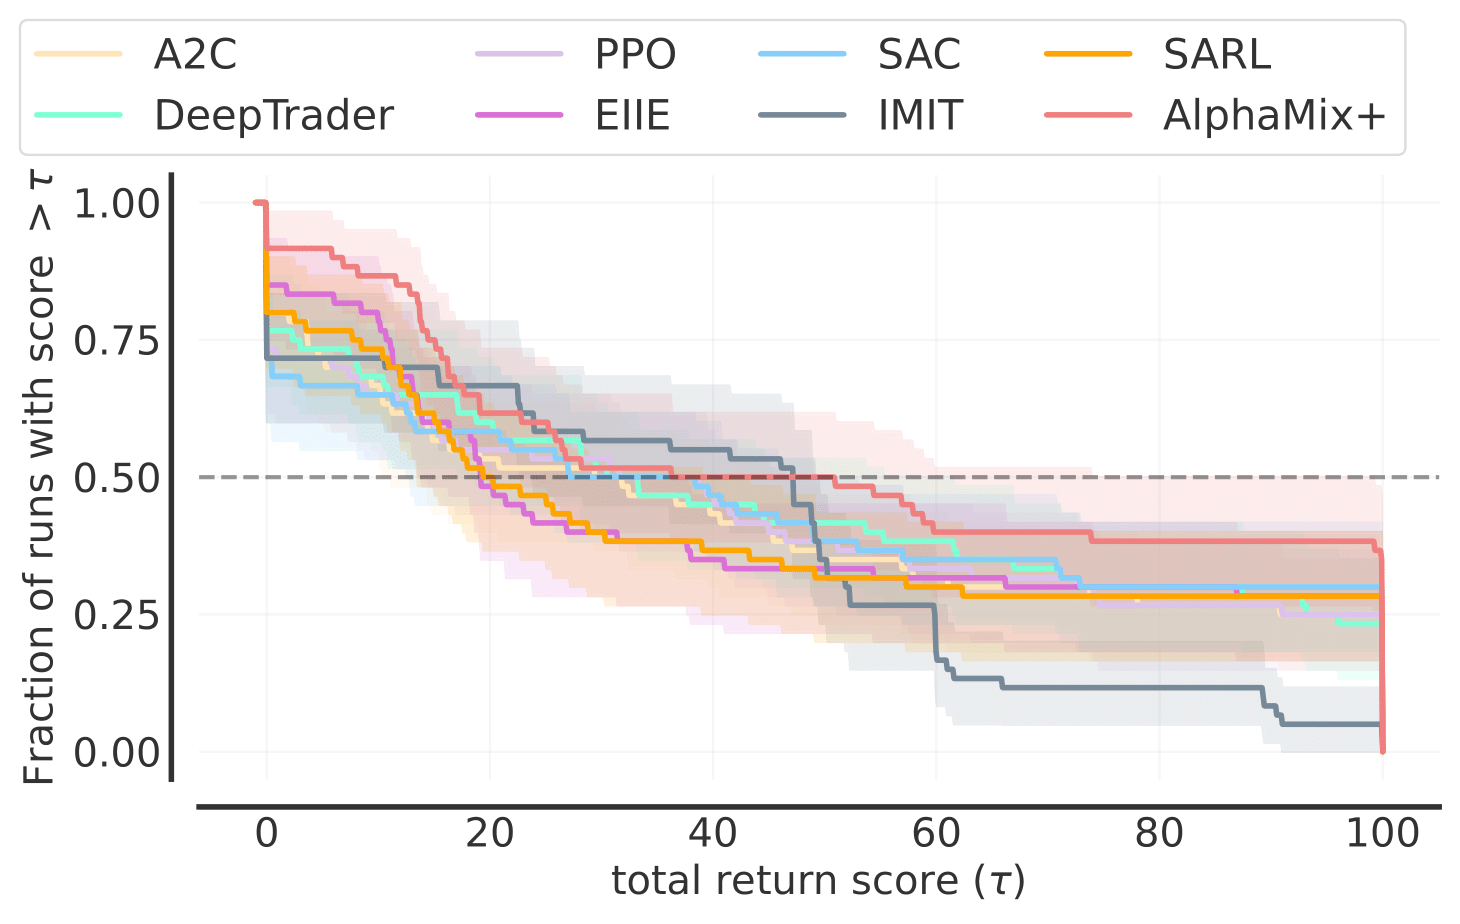 A2C PPO SAC SARL
DeepTrader EIIE IMIT AlphaMix+
Fraction of runs with score > τ
1.00
0.75
0.50
0.25
0.00
0 20 40 60 80 100
total return score (τ)